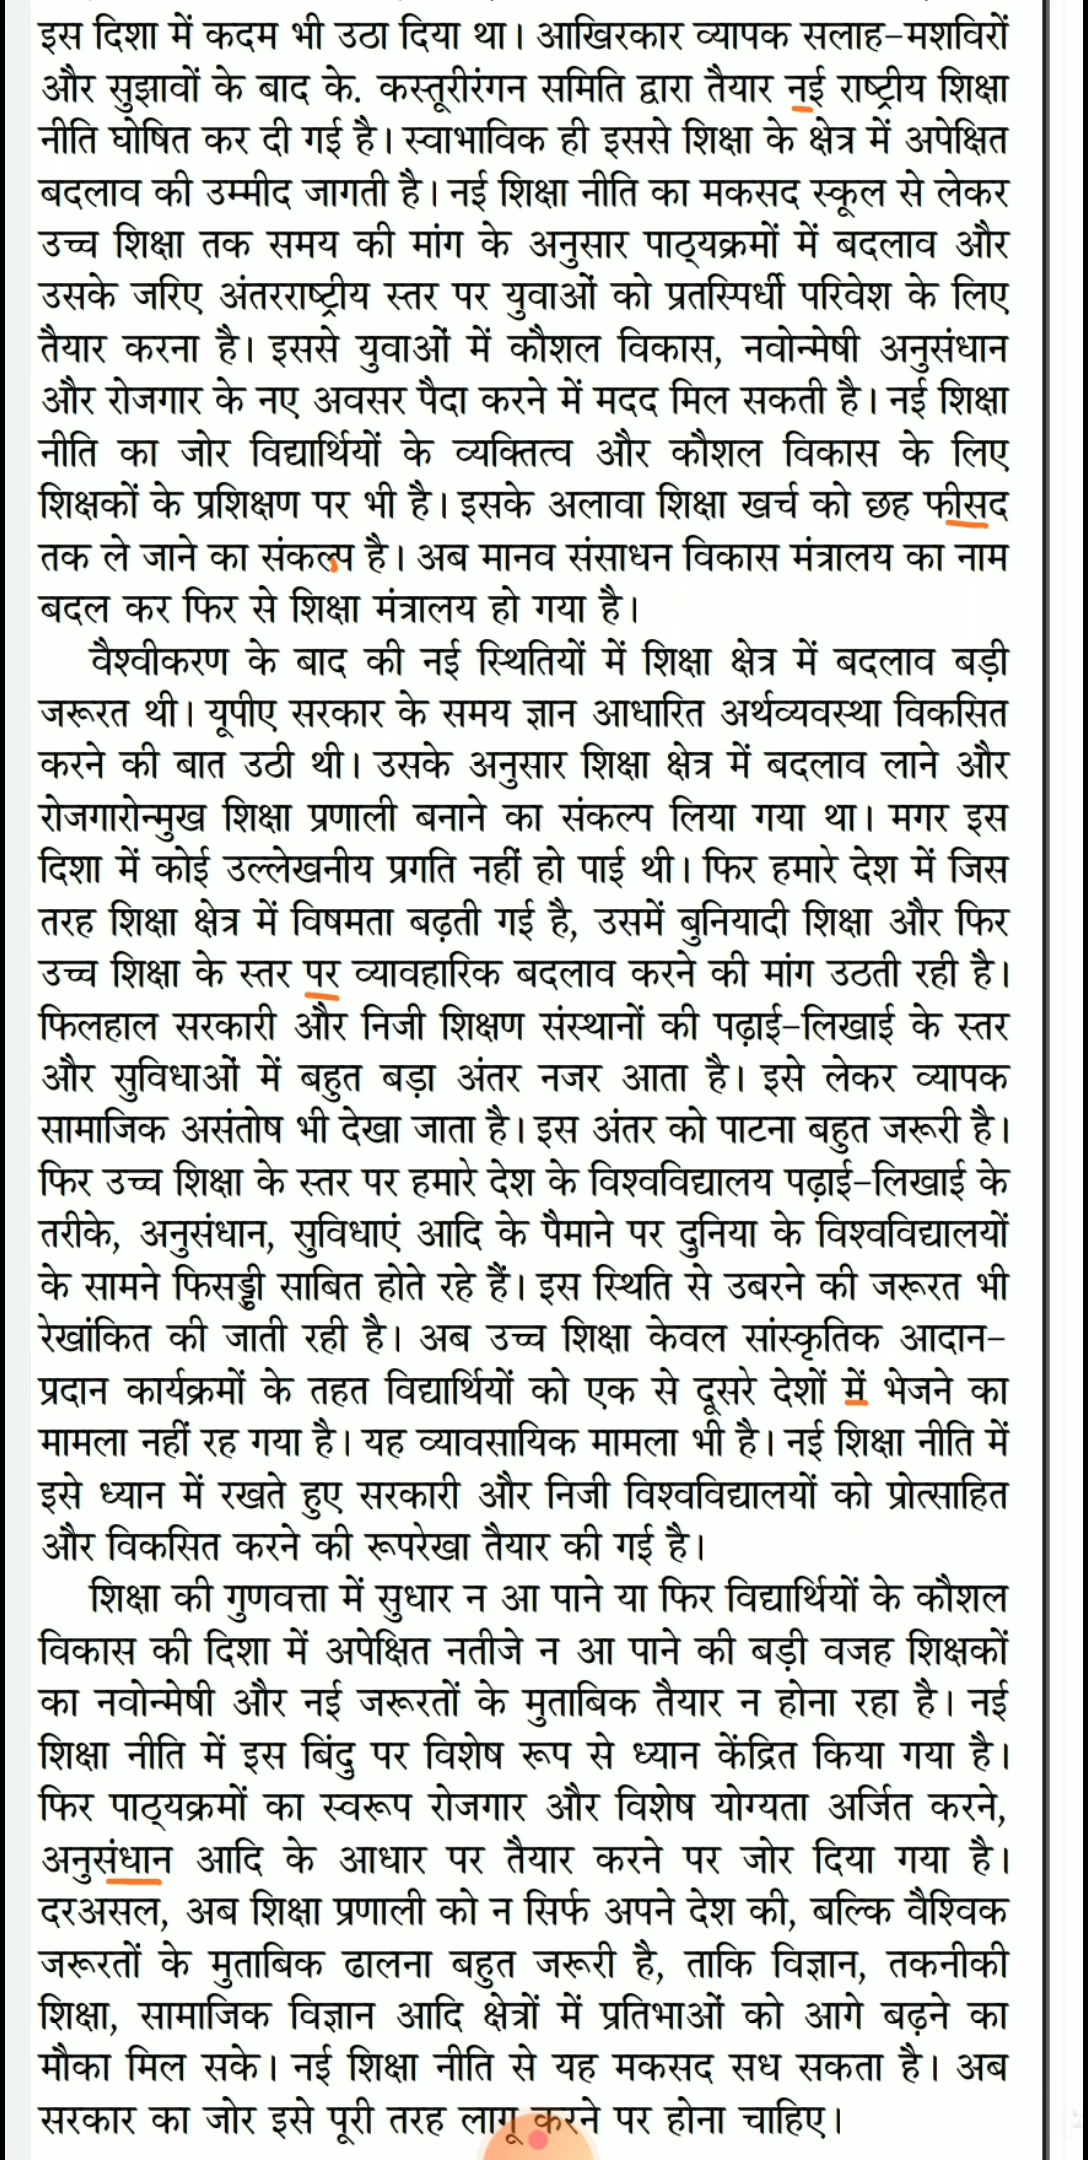 इस दिशा में कदम भी उठा दिया था। आखिरकार व्यापक सलाह-मशविरों
और सुझावों के बाद के. कस्तूरीरंगन समिति द्वारा तैयार नई राष्ट्रीय शिक्षा
नीति घोषित कर दी गई है। स्वाभाविक ही इससे शिक्षा के क्षेत्र में अपेक्षित
बदलाव की उम्मीद जागती है। नई शिक्षा नीति का मकसद स्कूल से लेकर
उच्च शिक्षा तक समय की मांग के अनुसार पाठ्यक्रमों में बदलाव और
उसके जरिए अंतरराष्ट्रीय स्तर पर युवाओं को प्रतस्पिर्धी परिवेश के लिए
तैयार करना है। इससे युवाओं में कौशल विकास, नवोन्मेषी अनुसंधान
और रोजगार के नए अवसर पैदा करने में मदद मिल सकती है। नई शिक्षा
नीति का जोर विद्यार्थियों के व्यक्तित्व और कौशल विकास के लिए
शिक्षकों के प्रशिक्षण पर भी है। इसके अलावा शिक्षा खर्च को छह फीसद
तक ले जाने का संकल्प है। अब मानव संसाधन विकास मंत्रालय का नाम
बदल कर फिर से शिक्षा मंत्रालय हो गया है।
वैश्वीकरण के बाद की नई स्थितियों में शिक्षा क्षेत्र में बदलाव बड़ी
जरूरत थी। यूपीए सरकार के समय ज्ञान आधारित अर्थव्यवस्था विकसित
करने की बात उठी थी। उसके अनुसार शिक्षा क्षेत्र में बदलाव लाने और
रोजगारोन्मुख शिक्षा प्रणाली बनाने का संकल्प लिया गया था। मगर इस
दिशा में कोई उल्लेखनीय प्रगति नहीं हो पाई थी। फिर हमारे देश में जिस
तरह शिक्षा क्षेत्र में विषमता बढ़ती गई है, उसमें बुनियादी शिक्षा और फिर
उच्च शिक्षा के स्तर पर व्यावहारिक बदलाव करने की मांग उठती रही है।
फिलहाल सरकारी और निजी शिक्षण संस्थानों की पढ़ाई-लिखाई के स्तर
और सुविधाओं में बहुत बड़ा अंतर नजर आता है। इसे लेकर व्यापक
सामाजिक असंतोष भी देखा जाता है। इस अंतर को पाटना बहुत जरूरी है।
फिर उच्च शिक्षा के स्तर पर हमारे देश के विश्वविद्यालय पढ़ाई-लिखाई के
तरीके, अनुसंधान, सुविधाएं आदि के पैमाने पर दुनिया के विश्वविद्यालयों
के सामने फिसड्डी साबित होते रहे हैं। इस स्थिति से उबरने की जरूरत भी
रेखांकित की जाती रही है। अब उच्च शिक्षा केवल सांस्कृतिक आदान-
प्रदान कार्यक्रमों के तहत विद्यार्थियों को एक से दूसरे देशों में भेजने का
मामला नहीं रह गया है। यह व्यावसायिक मामला भी है। नई शिक्षा नीति में
इसे ध्यान में रखते हुए सरकारी और निजी विश्वविद्यालयों को प्रोत्साहित
और विकसित करने की रूपरेखा तैयार की गई है।
शिक्षा की गुणवत्ता में सुधार न आ पाने या फिर विद्यार्थियों के कौशल
विकास की दिशा में अपेक्षित नतीजे न आ पाने की बड़ी वजह शिक्षकों
का नवोन्मेषी और नई जरूरतों के मुताबिक तैयार न होना रहा है। नई
शिक्षा नीति में इस बिंदु पर विशेष रूप से ध्यान केंद्रित किया गया है।
फिर पाठ्यक्रमों का स्वरूप रोजगार और विशेष योग्यता अर्जित करने,
अनुसंधान आदि के आधार पर तैयार करने पर जोर दिया गया है।
दरअसल, अब शिक्षा प्रणाली को न सिर्फ अपने देश की, बल्कि वैश्विक
जरूरतों के मुताबिक ढालना बहुत जरूरी है, ताकि विज्ञान, तकनीकी
शिक्षा, सामाजिक विज्ञान आदि क्षेत्रों में प्रतिभाओं को आगे बढ़ने का
मौका मिल सके। नई शिक्षा नीति से यह मकसद सध सकता है। अब
सरकार का जोर इसे पूरी तरह लागू करने पर होना चाहिए।